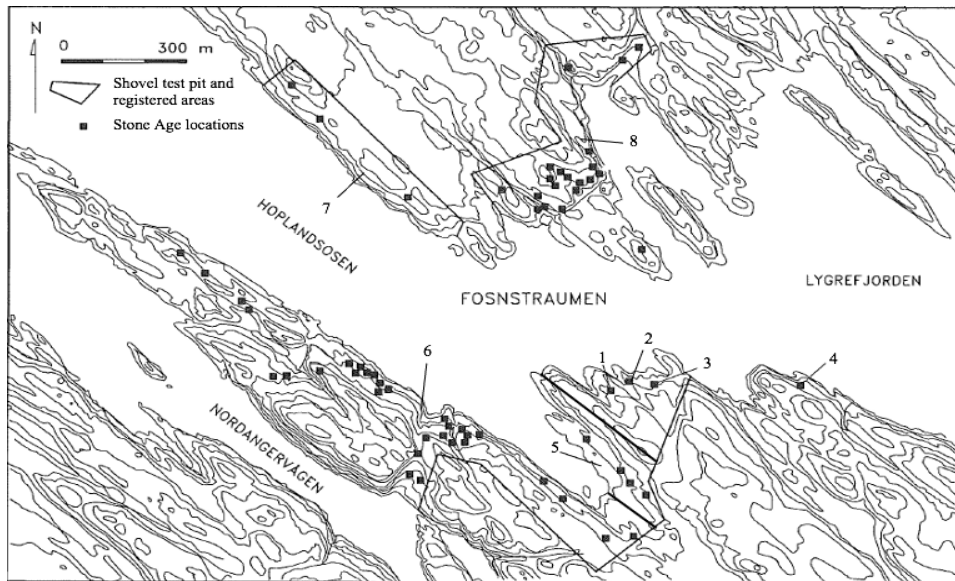 N
0 300 m
Shovel test pit and
registered areas
Stone Age locations
8
7
HOPLANDSOSEN
LYGREFJORDEN
FOSNSTRAUMEN
6
1
2
3
4
5
NORDANGERVÅGEN